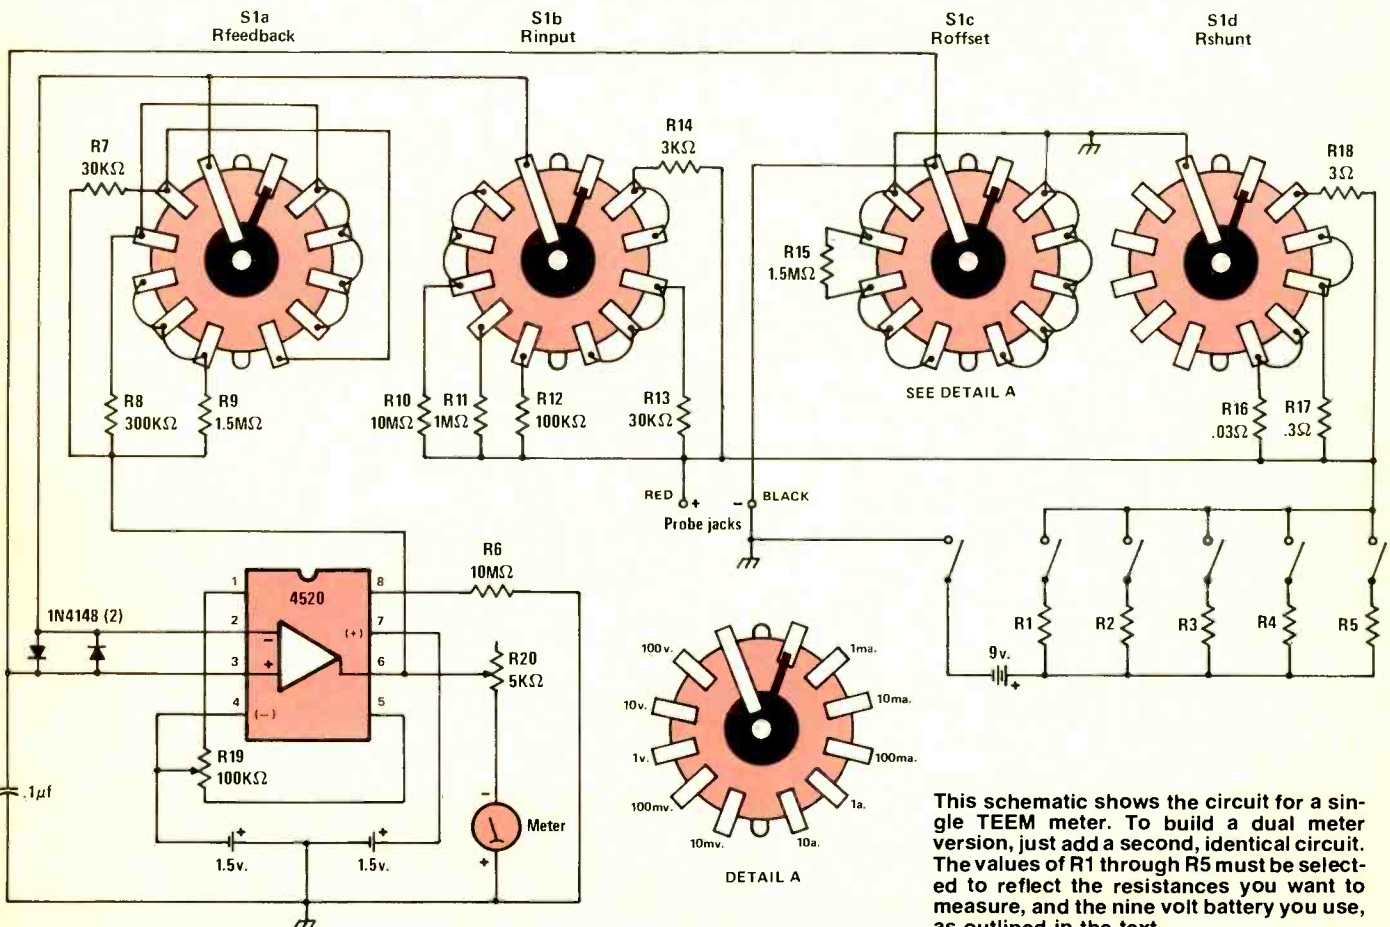 S1a
Rfeedback
S1b
Rinput
S1c
Roffset
S1d
Rshunt
R7
30KΩ
R14
3KΩ
R18
3Ω
R15
1.5MΩ
SEE DETAIL A
R8
300KΩ
R9
1.5MΩ
R10
10MΩ
R11
1MΩ
R12
100KΩ
R13
30KΩ
R16
.03Ω
R17
.3Ω
RED
+
- BLACK
Probe jacks
R6
10MΩ
1N4148 (2)
4520
1
2
3
4
8
7
6
5
-
+
(-)
(+)
R20
5KΩ
R19
100KΩ
.1µf
+
1.5v.
+
1.5v.
-
Meter
+
R1
R2
R3
R4
R5
9v.
+
100v.
10v.
1v.
100mv.
10mv.
1ma.
10ma.
100ma.
1a.
10a.
DETAIL A
This schematic shows the circuit for a sin-
gle TEEM meter. To build a dual meter
version, just add a second, identical circuit.
The values of R1 through R5 must be select-
ed to reflect the resistances you want to
measure, and the nine volt battery you use,
as outlined in the text.